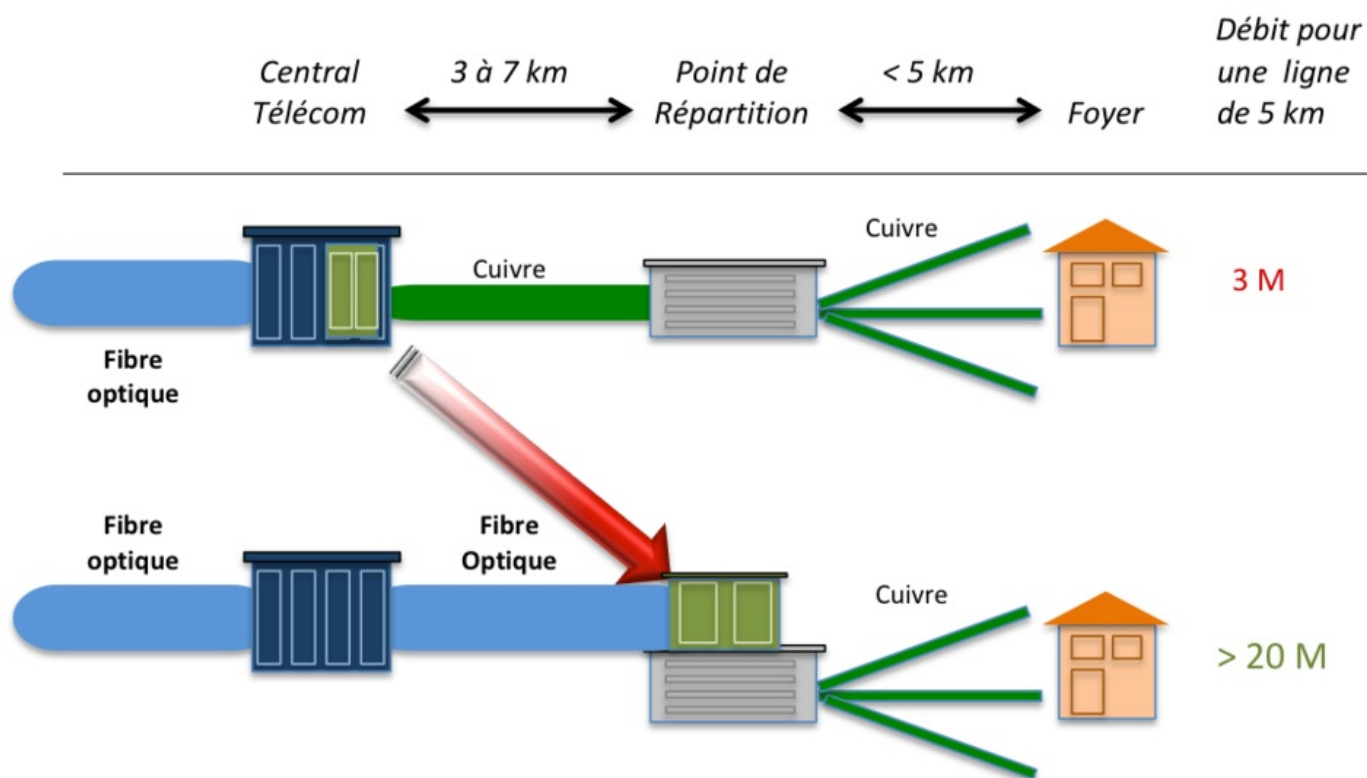 Central
Télécom
3 à 7 km
Point de
Répartition
< 5 km
Foyer
Débit pour
une ligne
de 5 km
Fibre
optique
Cuivre
Cuivre
3 M
Fibre
optique
Fibre
Optique
Cuivre
> 20 M